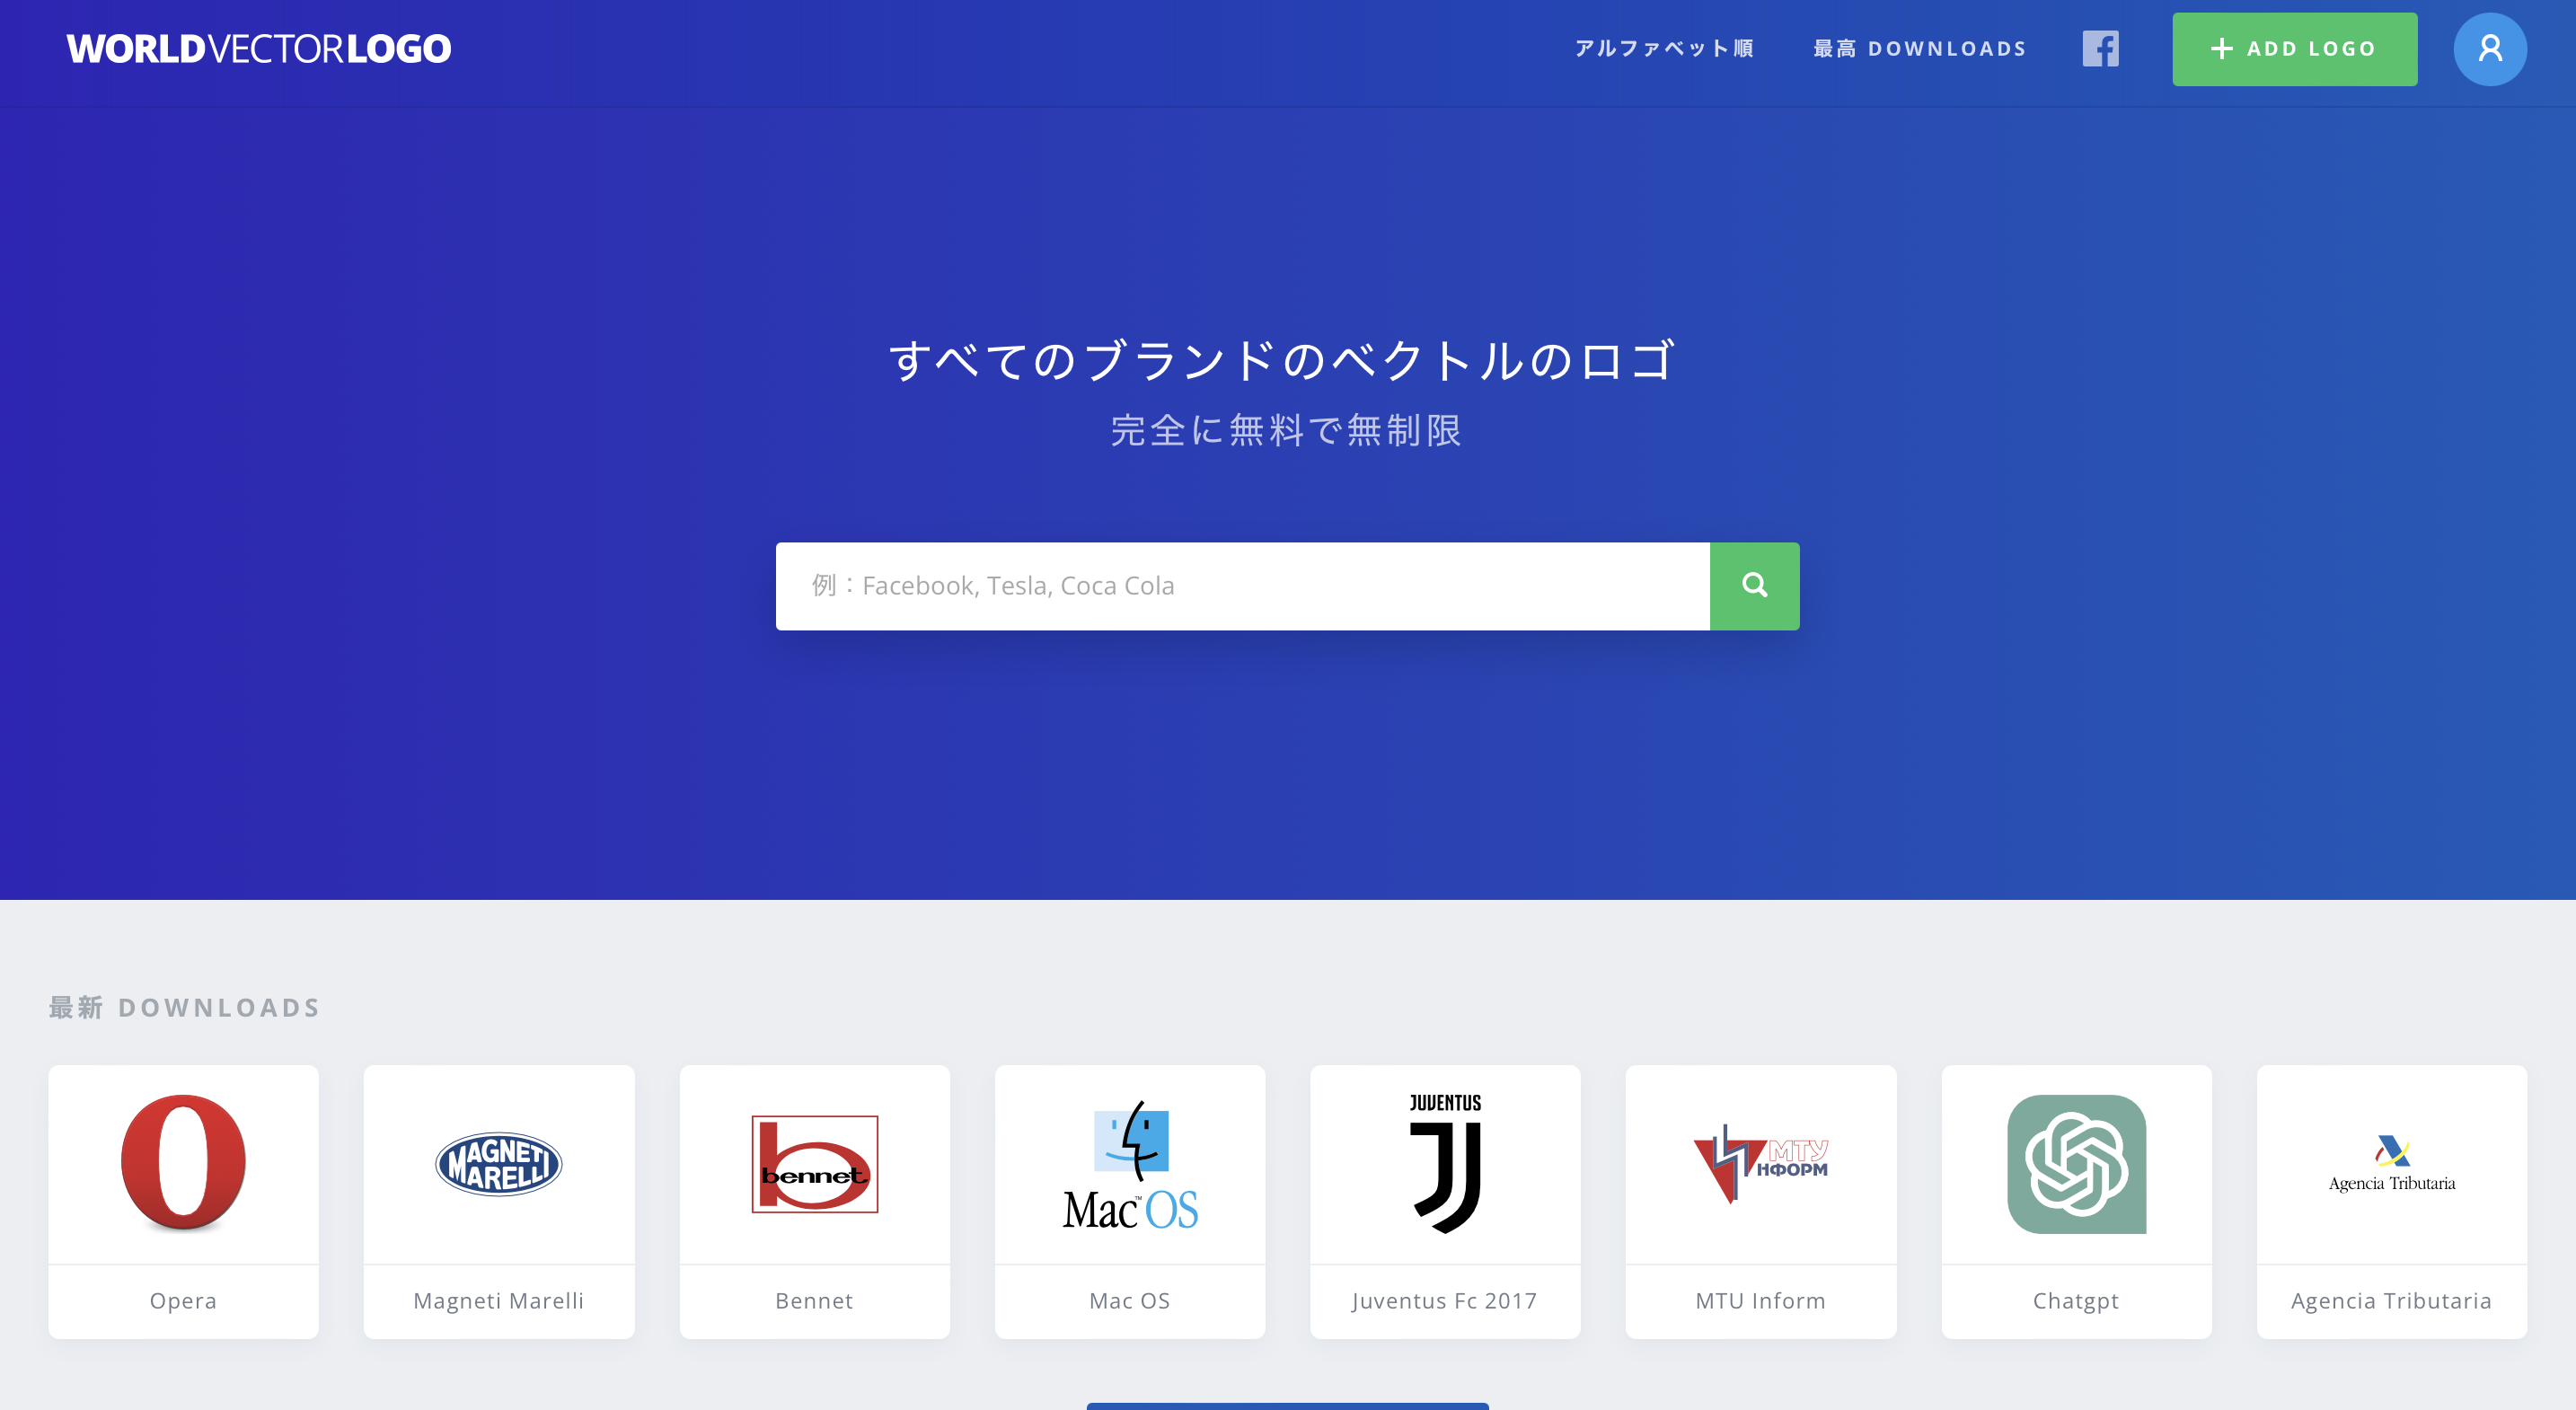 WORLDVECTORLOGO
アルファベット順
最高 DOWNLOADS
ADD LOGO
すべてのブランドのベクトルのロゴ
完全に無料で無制限
例：Facebook, Tesla, Coca Cola
最新 DOWNLOADS
MAGNETI
MARELLI
bennet
Mac™OS
JUVENTUS
МТУ
НФОРМ
Agencia Tributaria
Opera
Magneti Marelli
Bennet
Mac OS
Juventus Fc 2017
MTU Inform
Chatgpt
Agencia Tributaria